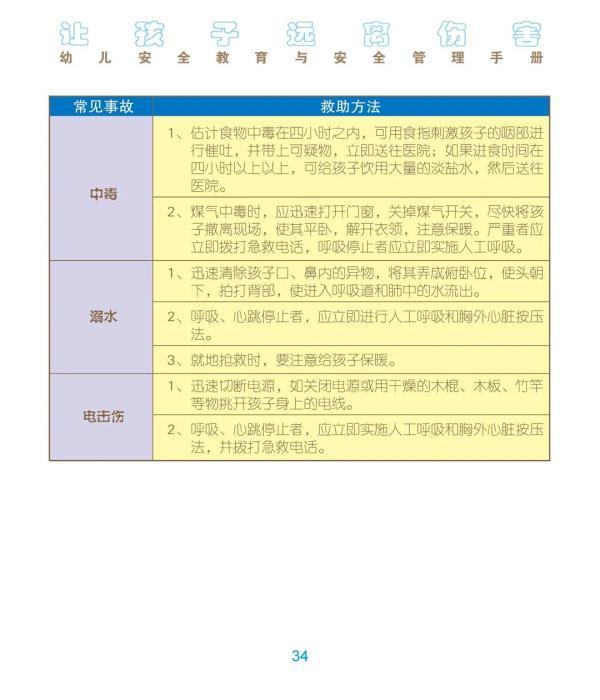 让孩子远离伤害
幼儿安全教育与安全管理手册
常见事故 救助方法
中毒
1、估计食物中毒在四小时之内，可用食指刺激孩子的咽部进
行催吐，并带上可疑物，立即送往医院；如果进食时间在
四小时以上以上，可给孩子饮用大量的淡盐水，然后送往
医院。
2、煤气中毒时，应迅速打开门窗，关掉煤气开关，尽快将孩
子撤离现场，使其平卧，解开衣领，注意保暖。严重者应
立即拨打急救电话，呼吸停止者应立即实施人工呼吸。
溺水
1、迅速清除孩子口、鼻内的异物，将其弄成俯卧位，使头朝
下，拍打背部，使进入呼吸道和肺中的水流出。
2、呼吸、心跳停止者，应立即进行人工呼吸和胸外心脏按压
法。
3、就地抢救时，要注意给孩子保暖。
电击伤
1、迅速切断电源，如关闭电源或用干燥的木棍、木板、竹竿
等物挑开孩子身上的电线。
2、呼吸、心跳停止者，应立即实施人工呼吸和胸外心脏按压
法，并拨打急救电话。
34